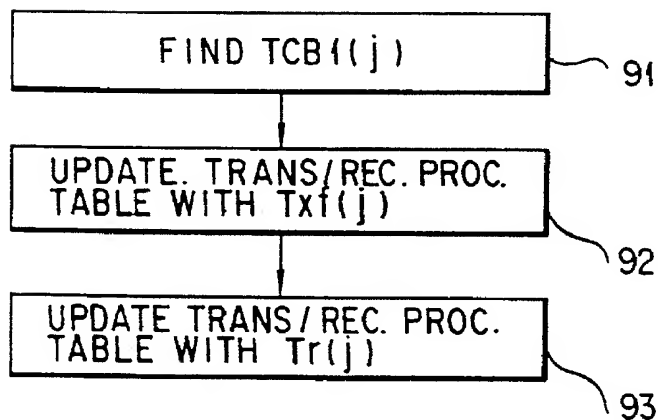 FIND TCB1(j)
91
UPDATE. TRANS/REC. PROC.
TABLE WITH Txf(j)
92
UPDATE TRANS/REC. PROC.
TABLE WITH Tr(j)
93